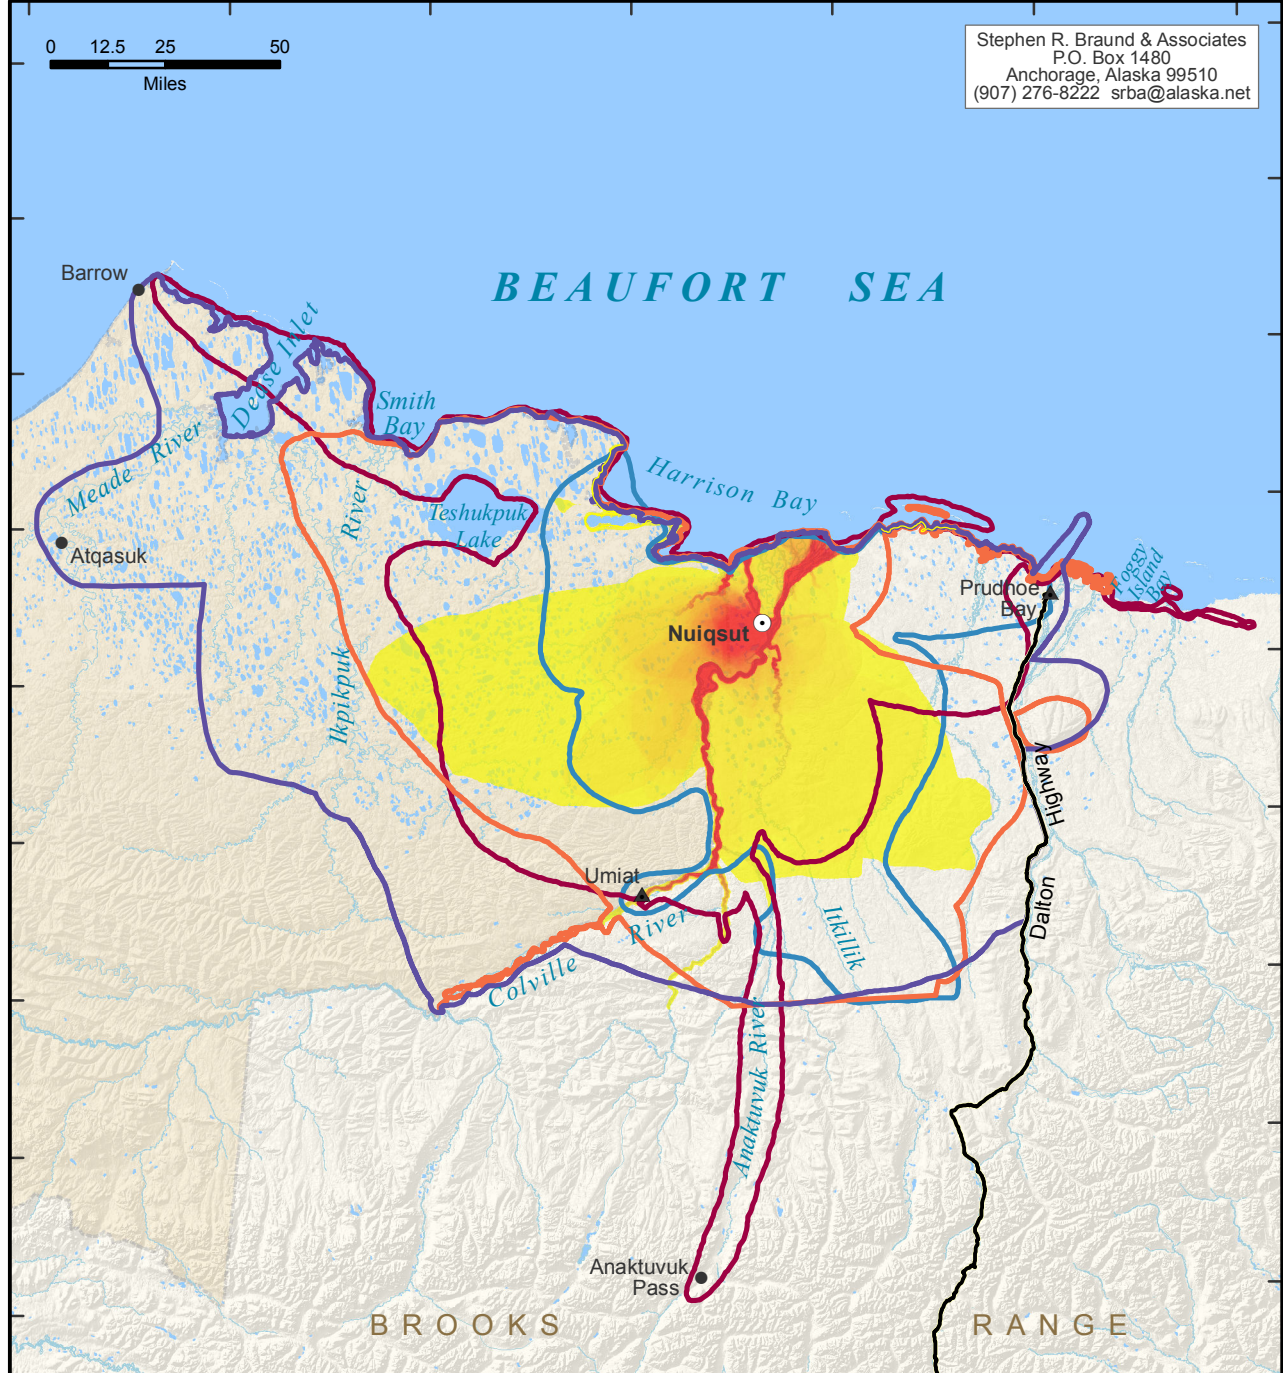 0 12.5 25 50
Miles
Stephen R. Braund & Associates
P.O. Box 1480
Anchorage, Alaska 99510
(907) 276-8222 srba@alaska.net
Barrow
BEAUFORT SEA
Dease Inlet
Smith
Bay
Meade River
Harrison Bay
Teshukpuk
Lake
Atqasuk
Ikpikpuk River
Foggy
Island
Bay
Prudhoe
Bay
Nuiqsut
Dalton Highway
Umiat
Colville River
Itkillik
Anaktuvuk River
Anaktuvuk
Pass
BROOKS RANGE